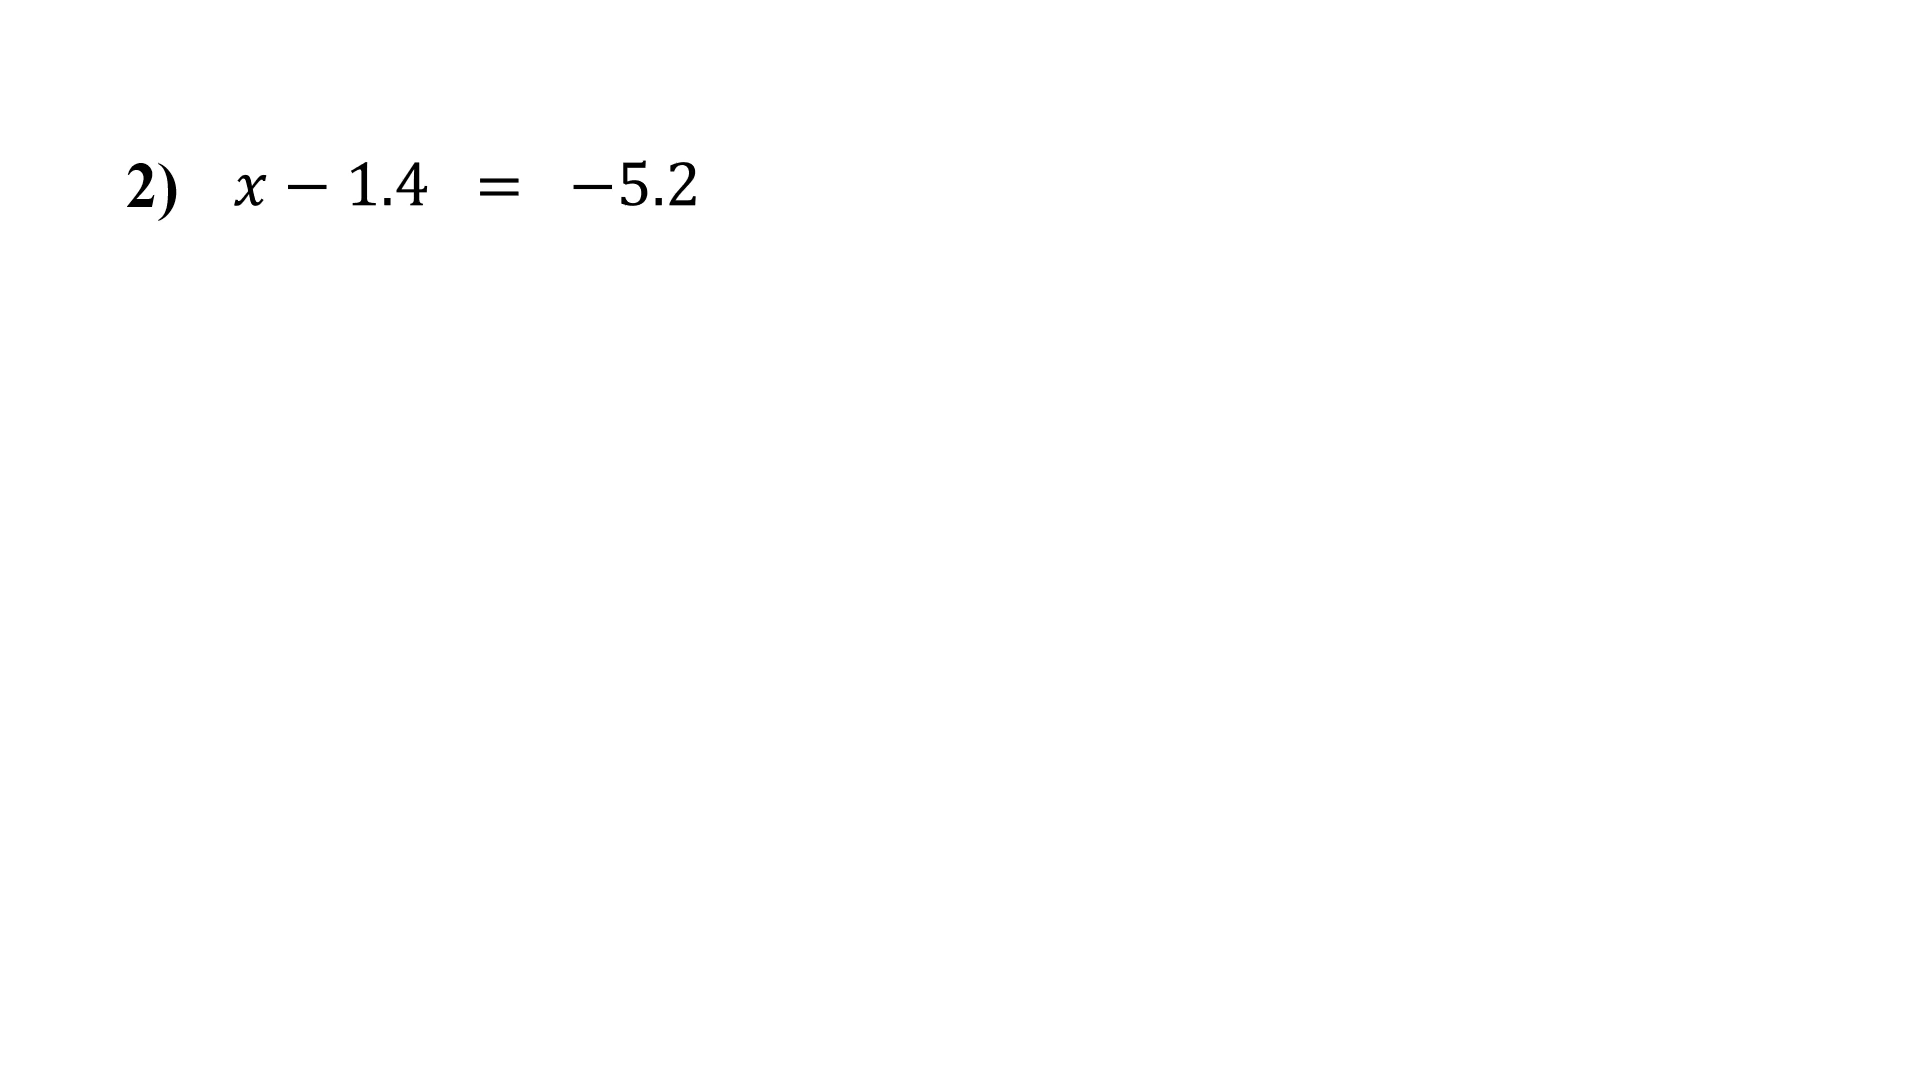 2) x − 1.4 = −5.2